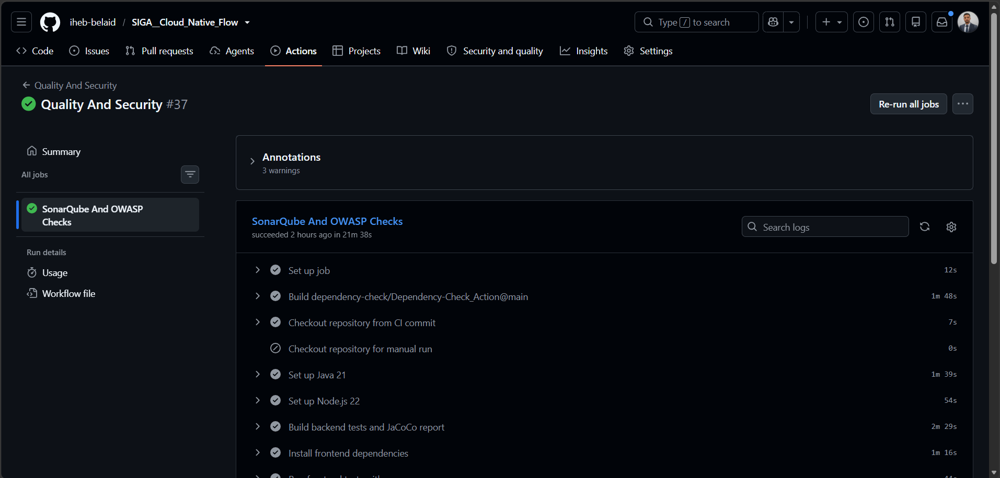 iheb-belaid / SIGA__Cloud_Native_Flow
Type / to search
Code
Issues
Pull requests
Agents
Actions
Projects
Wiki
Security and quality
Insights
Settings
Quality And Security
Quality And Security #37
Re-run all jobs
Summary
All jobs
SonarQube And OWASP
Checks
Run details
Usage
Workflow file
Annotations
3 warnings
SonarQube And OWASP Checks
succeeded 2 hours ago in 21m 38s
Search logs
Set up job 12s
Build dependency-check/Dependency-Check_Action@main 1m 48s
Checkout repository from CI commit 7s
Checkout repository for manual run 0s
Set up Java 21 1m 39s
Set up Node.js 22 54s
Build backend tests and JaCoCo report 2m 29s
Install frontend dependencies 1m 16s